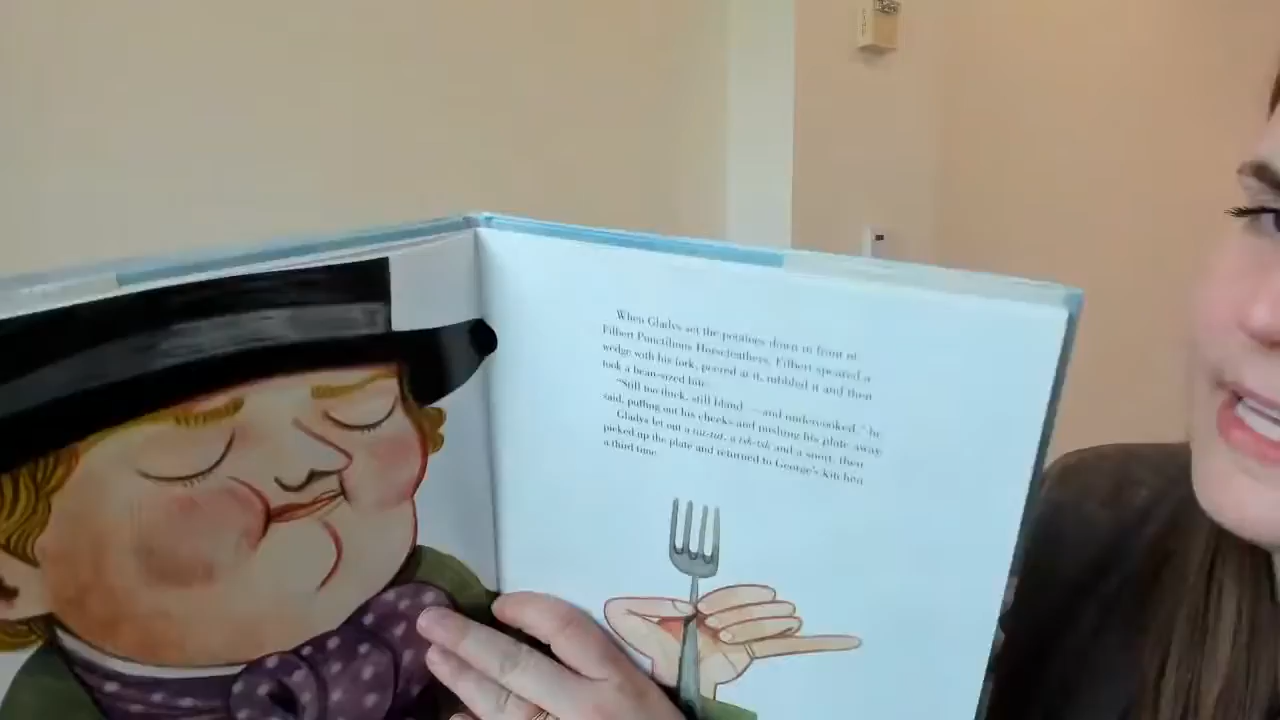 When Gladys set the potatoes down in front of
Filbert Punctilious Horsefeathers, Filbert speared a
wedge with his fork, peered at it, nibbled it and then
took a bean-sized bite.
"Still too thick, still bland — and undercooked," he
said, puffing out his cheeks and pushing his plate away.
Gladys let out a tut-tut, a tsk-tsk and a snort, then
picked up the plate and returned to George's kitchen
a third time.